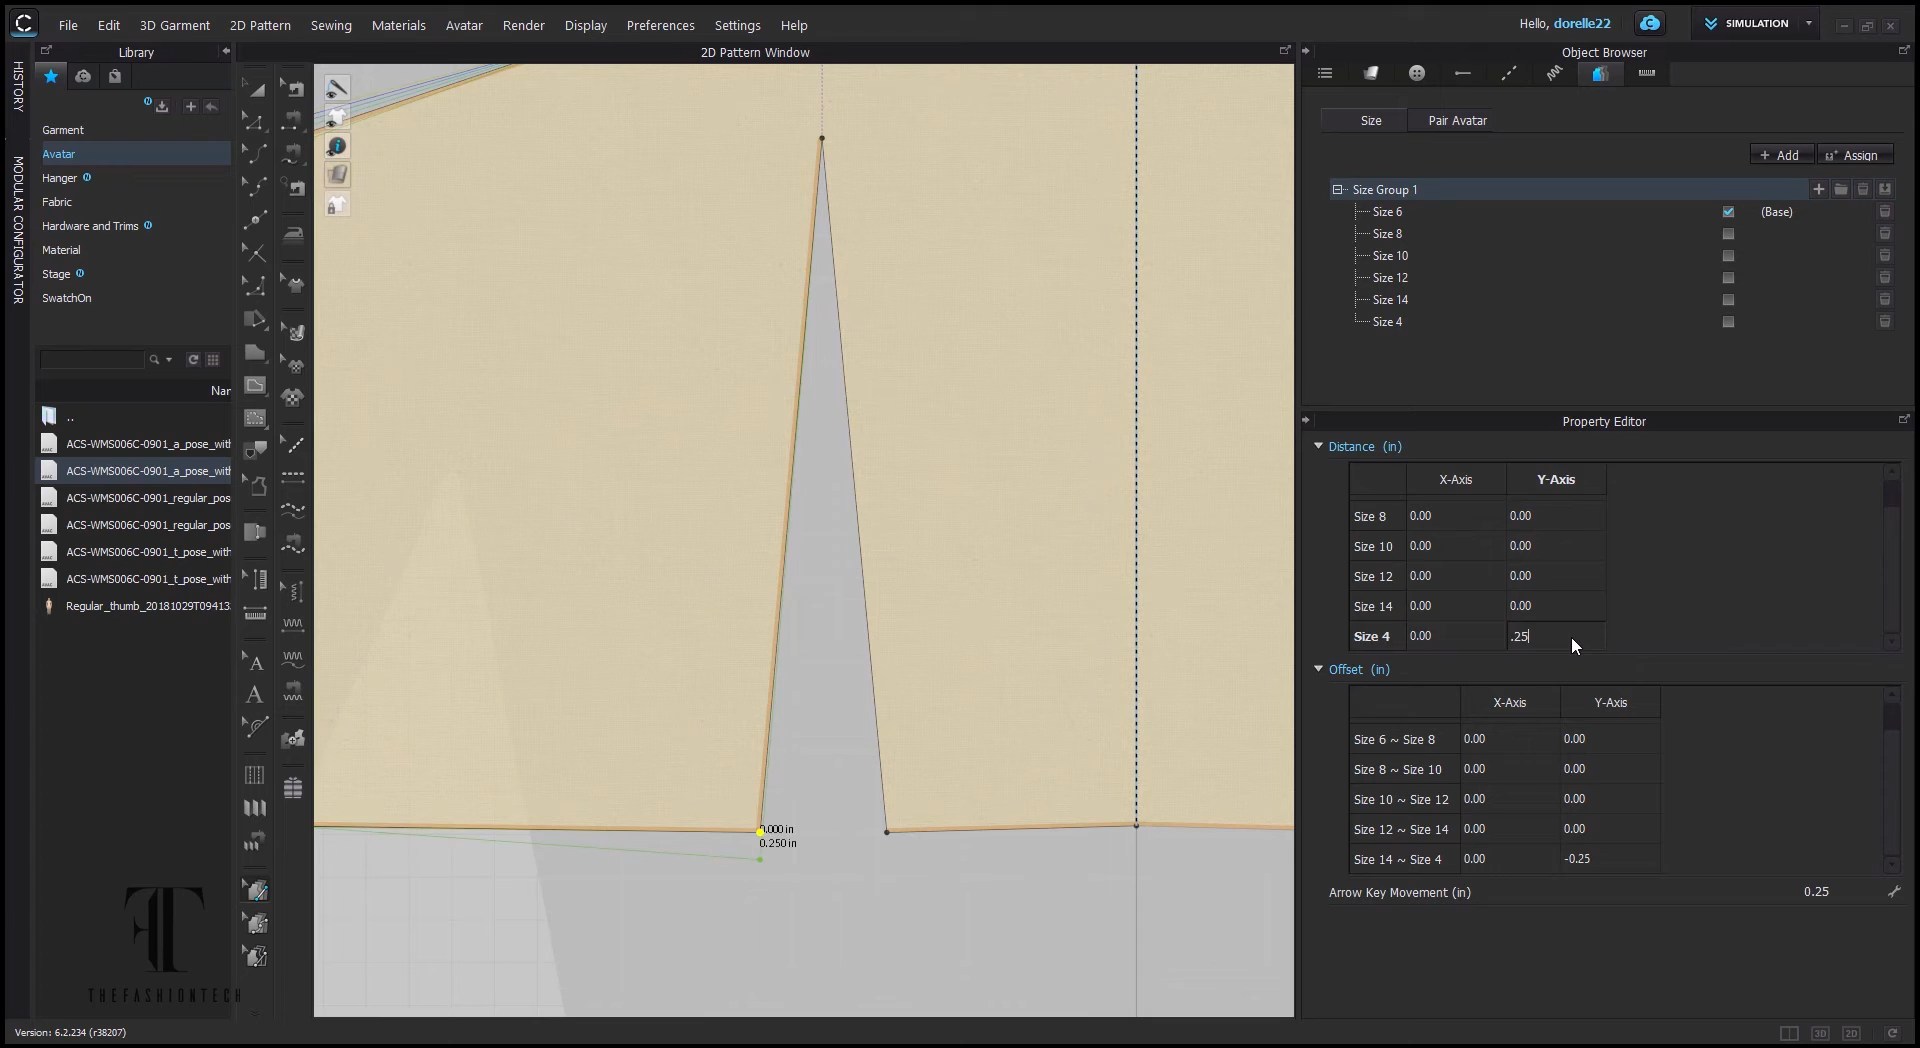 File Edit 3D Garment 2D Pattern Sewing Materials Avatar Render Display Preferences Settings Help
Hello, dorelle22
SIMULATION
HISTORY
MODULAR CONFIGURATOR
Library
Garment
Avatar
Hanger
Fabric
Hardware and Trims
Material
Stage
SwatchOn
Nar
..
ACS-WMS006C-0901_a_pose_with
ACS-WMS006C-0901_a_pose_with
ACS-WMS006C-0901_regular_pos
ACS-WMS006C-0901_regular_pos
ACS-WMS006C-0901_t_pose_with
ACS-WMS006C-0901_t_pose_with
Regular_thumb_20181029T09413
THEFASHIONTECH
Version: 6.2.234 (r38207)
2D Pattern Window
0.000 in
0.250 in
Object Browser
Size Pair Avatar
+ Add Assign
Size Group 1
Size 6 (Base)
Size 8
Size 10
Size 12
Size 14
Size 4
Property Editor
Distance (in)
X-Axis Y-Axis
Size 8 0.00 0.00
Size 10 0.00 0.00
Size 12 0.00 0.00
Size 14 0.00 0.00
Size 4 0.00 .25
Offset (in)
X-Axis Y-Axis
Size 6 ~ Size 8 0.00 0.00
Size 8 ~ Size 10 0.00 0.00
Size 10 ~ Size 12 0.00 0.00
Size 12 ~ Size 14 0.00 0.00
Size 14 ~ Size 4 0.00 -0.25
Arrow Key Movement (in) 0.25
3D 2D